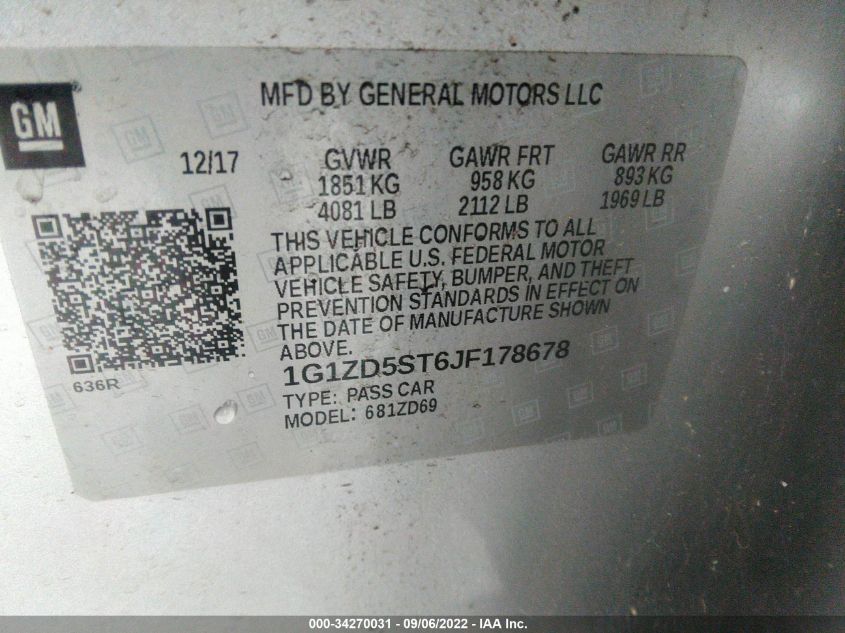 GM
MFD BY GENERAL MOTORS LLC
12/17 GVWR GAWR FRT GAWR RR
1851 KG 958 KG 893 KG
4081 LB 2112 LB 1969 LB
THIS VEHICLE CONFORMS TO ALL
APPLICABLE U.S. FEDERAL MOTOR
VEHICLE SAFETY, BUMPER, AND THEFT
PREVENTION STANDARDS IN EFFECT ON
THE DATE OF MANUFACTURE SHOWN
ABOVE.
636R
1G1ZD5ST6JF178678
TYPE: PASS CAR
MODEL: 681ZD69
000-34270031 - 09/06/2022 - IAA Inc.